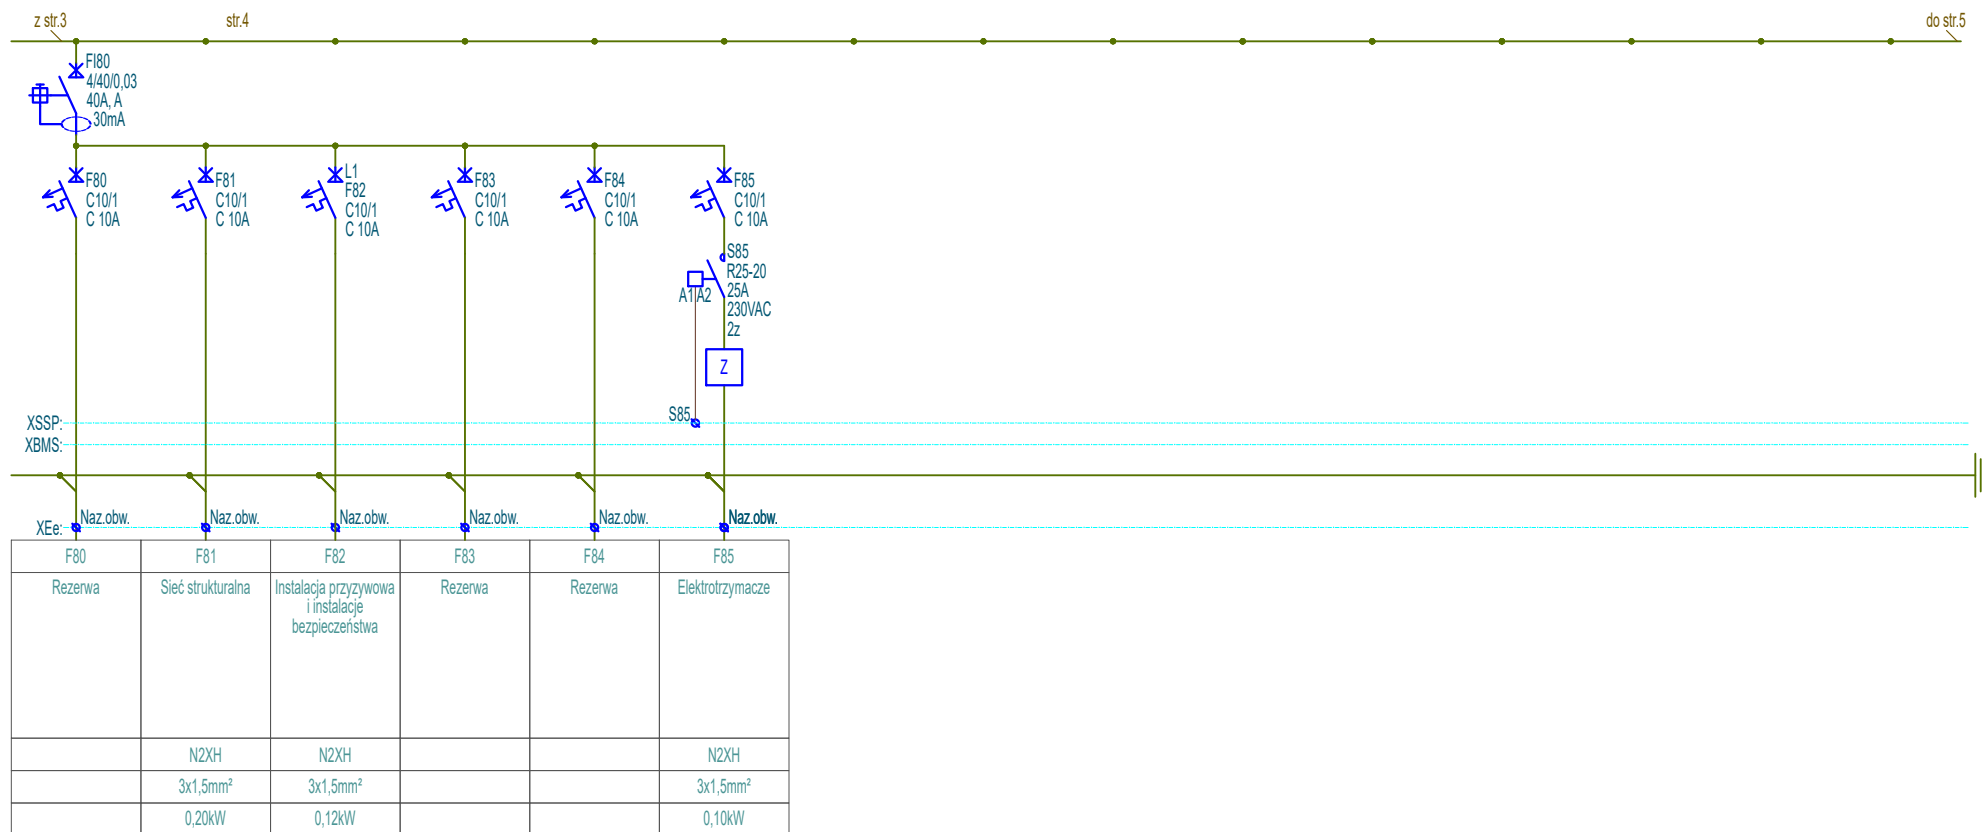 z str.3
str.4
do str.5
FI80
4/40/0,03
40A, A
30mA
F80
C10/1
C 10A
F81
C10/1
C 10A
L1
F82
C10/1
C 10A
F83
C10/1
C 10A
F84
C10/1
C 10A
F85
C10/1
C 10A
S85
R25-20
25A
230VAC
2z
A1 A2
Z
S85
XSSP:
XBMS:
XEe:
Naz.obw.
Naz.obw.
Naz.obw.
Naz.obw.
Naz.obw.
Naz.obw.
F80
F81
F82
F83
F84
F85
Rezerwa
Sieć strukturalna
Instalacja przyzywowa
i instalacje
bezpieczeństwa
Rezerwa
Rezerwa
Elektrotrzymacze
N2XH
N2XH
N2XH
3x1,5mm²
3x1,5mm²
3x1,5mm²
0,20kW
0,12kW
0,10kW